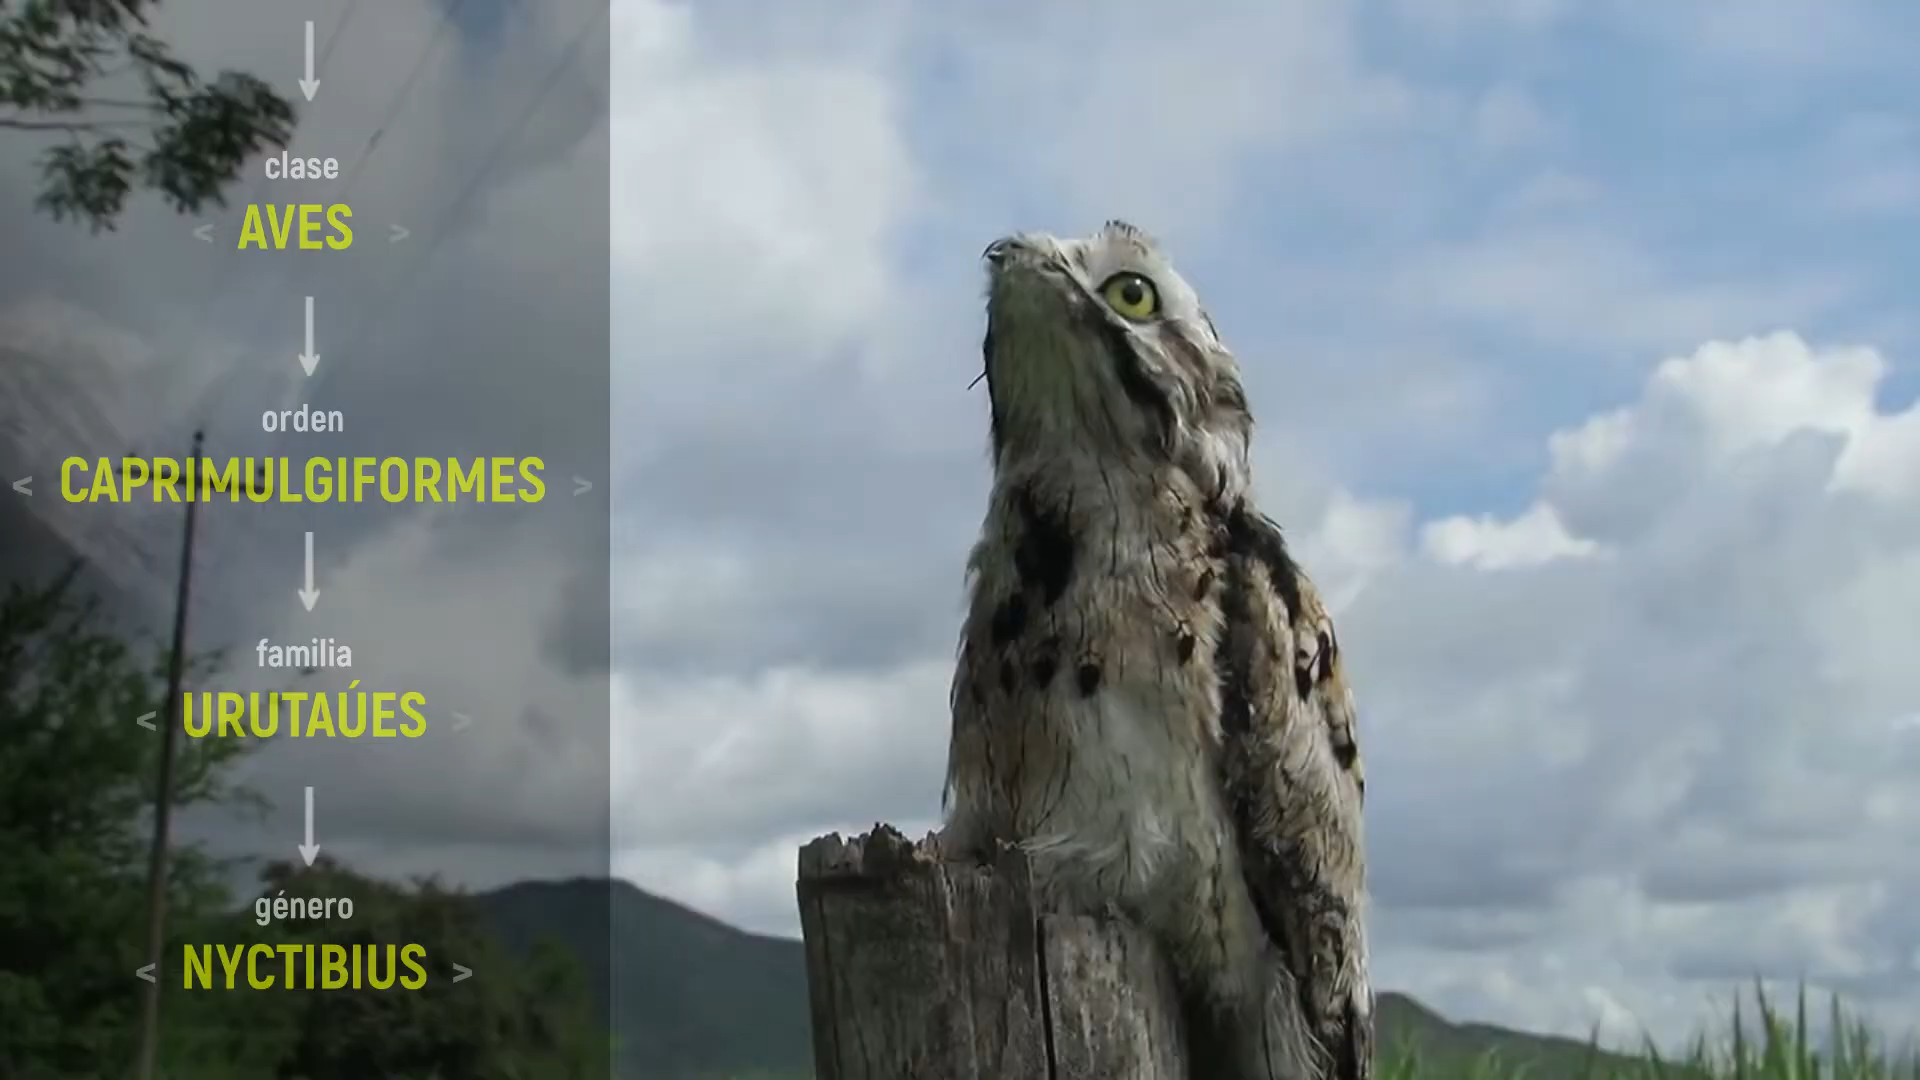 clase
< AVES >
orden
< CAPRIMULGIFORMES >
familia
< URUTAÚES >
género
< NYCTIBIUS >